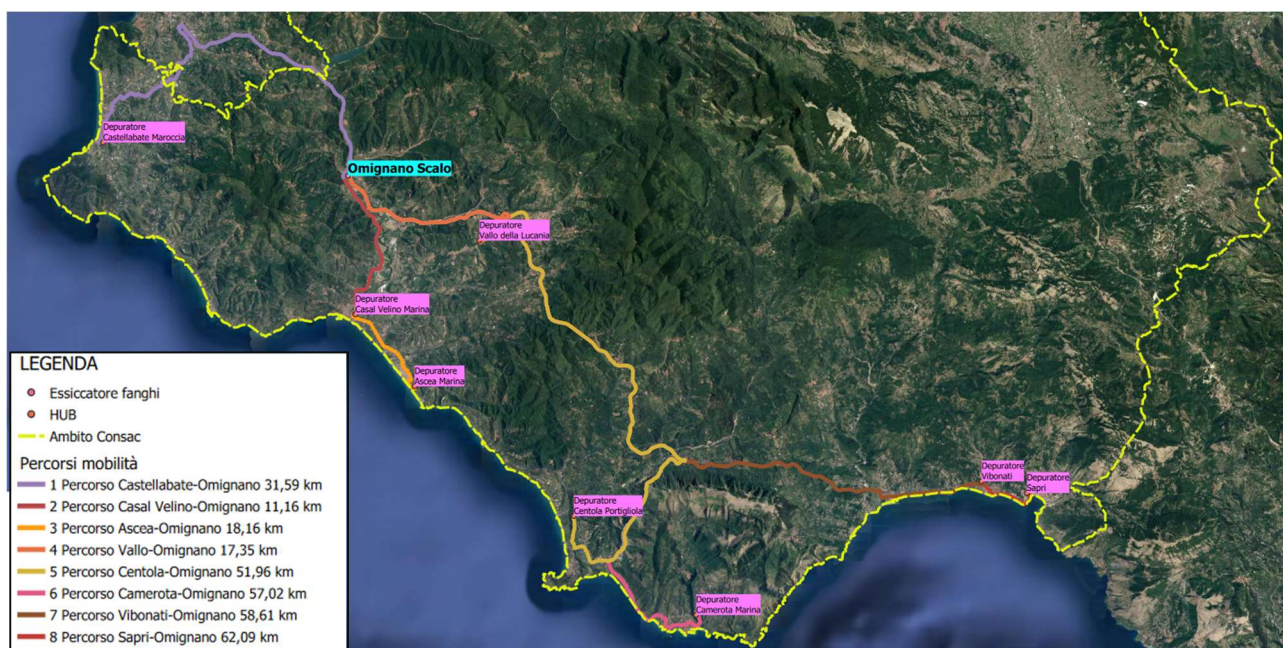 Depuratore
Castellabate Maroccia
Omignano Scalo
Depuratore
Vallo della Lucania
Depuratore
Casal Velino Marina
Depuratore
Ascea Marina
Depuratore
Vibonati
Depuratore
Sapri
Depuratore
Centola Portigliola
Depuratore
Camerota Marina
LEGENDA
Essiccatore fanghi
HUB
Ambito Consac
Percorsi mobilità
1 Percorso Castellabate-Omignano 31,59 km
2 Percorso Casal Velino-Omignano 11,16 km
3 Percorso Ascea-Omignano 18,16 km
4 Percorso Vallo-Omignano 17,35 km
5 Percorso Centola-Omignano 51,96 km
6 Percorso Camerota-Omignano 57,02 km
7 Percorso Vibonati-Omignano 58,61 km
8 Percorso Sapri-Omignano 62,09 km